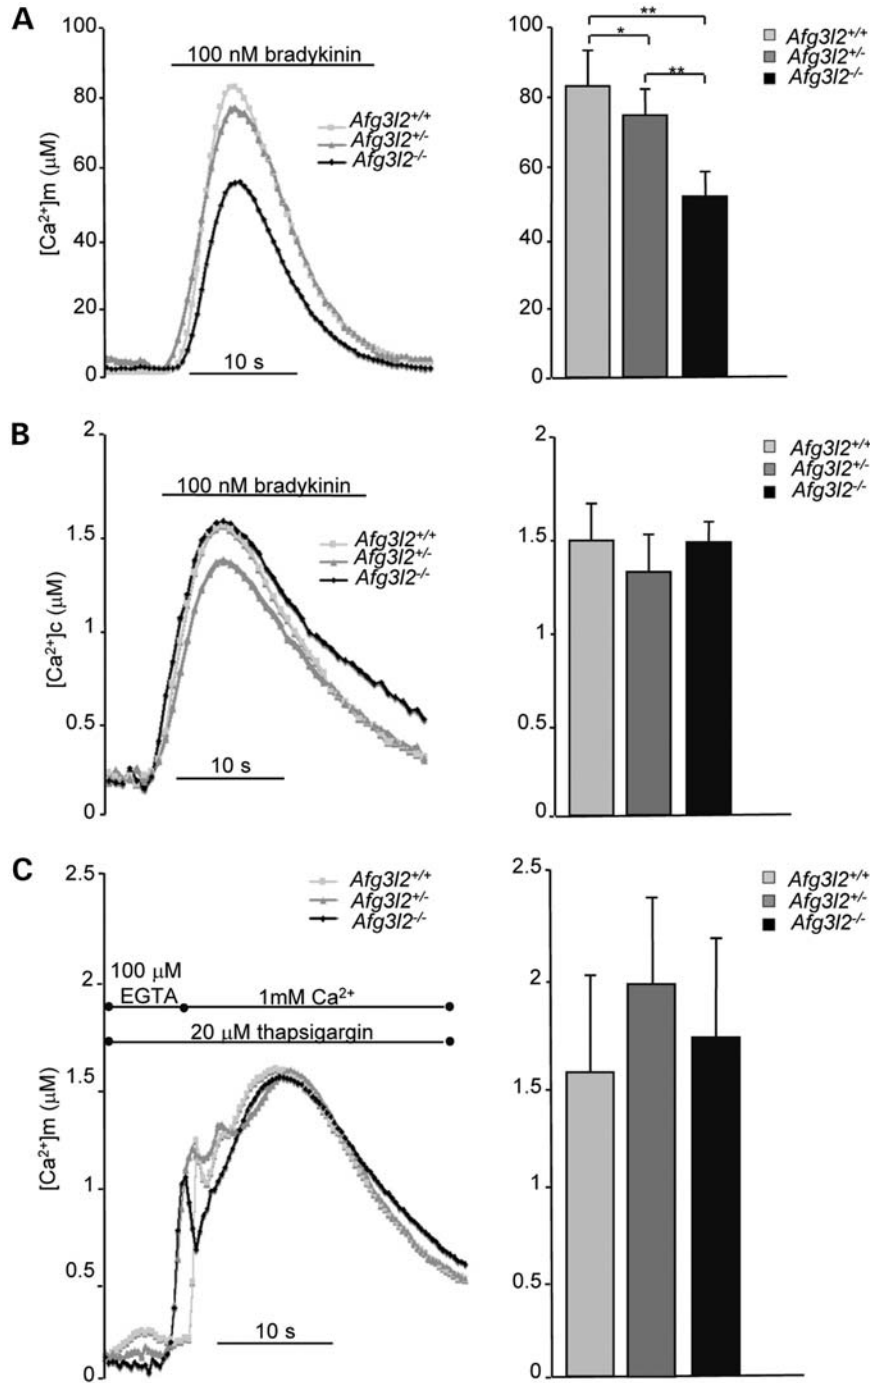 A
100
80
60
40
20
0
[Ca²⁺]m (μM)
100 nM bradykinin
Afg3l2⁺/⁺
Afg3l2⁺/⁻
Afg3l2⁻/⁻
10 s
100
80
60
40
20
0
**
*
**
Afg3l2⁺/⁺
Afg3l2⁺/⁻
Afg3l2⁻/⁻
B
2
1.5
1
0.5
0
[Ca²⁺]c (μM)
100 nM bradykinin
Afg3l2⁺/⁺
Afg3l2⁺/⁻
Afg3l2⁻/⁻
10 s
2
1.5
1
0.5
0
Afg3l2⁺/⁺
Afg3l2⁺/⁻
Afg3l2⁻/⁻
C
2.5
2
1.5
1
0.5
0
[Ca²⁺]m (μM)
Afg3l2⁺/⁺
Afg3l2⁺/⁻
Afg3l2⁻/⁻
100 μM
EGTA
1mM Ca²⁺
20 μM thapsigargin
10 s
2.5
2
1.5
1
0.5
0
Afg3l2⁺/⁺
Afg3l2⁺/⁻
Afg3l2⁻/⁻